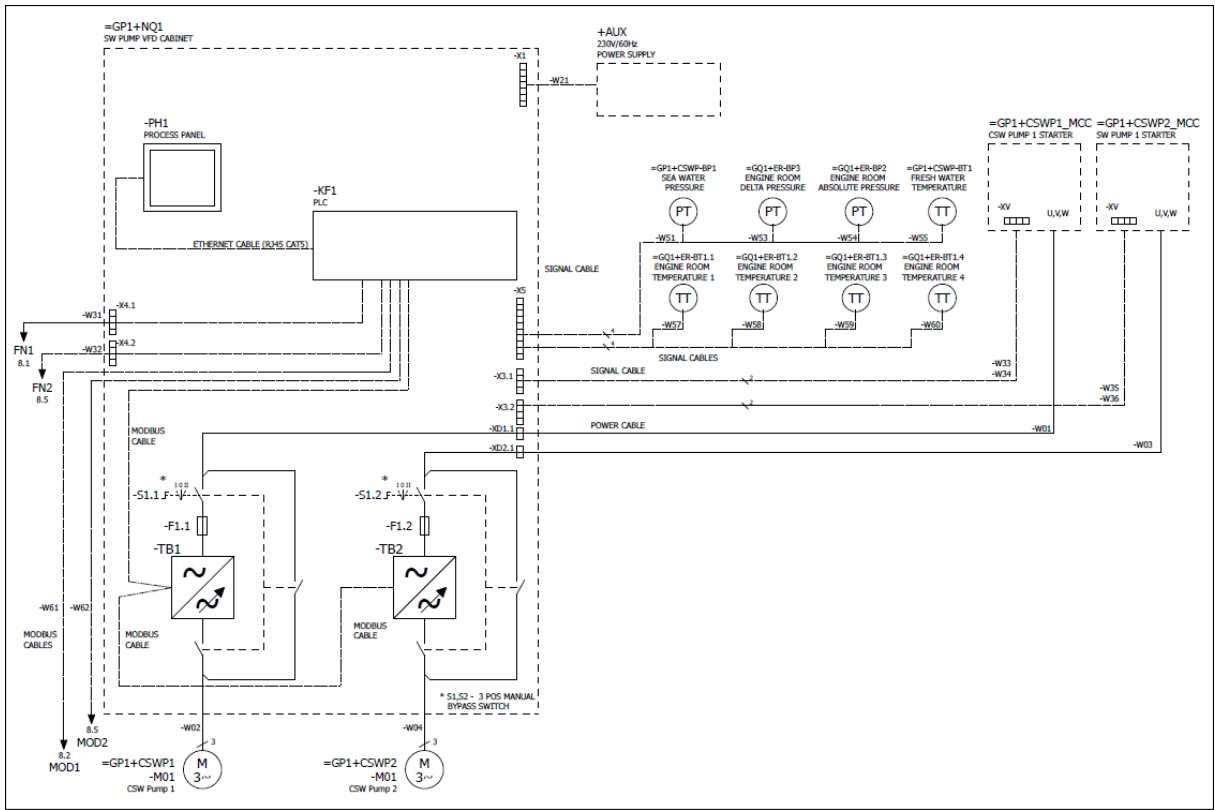 =GP1+NQ1
SW PUMP VFD CABINET
+AUX
230V/60Hz
POWER SUPPLY
-X1
-W21
-PH1
PROCESS PANEL
=GP1+CSWP1_MCC
CSW PUMP 1 STARTER
=GP1+CSWP2_MCC
SW PUMP 1 STARTER
=GP1+CSWP-BP1
SEA WATER
PRESSURE
=GQ1+ER-BP3
ENGINE ROOM
DELTA PRESSURE
=GQ1+ER-BP2
ENGINE ROOM
ABSOLUTE PRESSURE
=GP1+CSWP-BT1
FRESH WATER
TEMPERATURE
-KF1
PLC
PT
PT
PT
TT
-XV
U,V,W
-XV
U,V,W
-W51
-W53
-W54
-W55
ETHERNET CABLE (RJ45 CAT5)
=GQ1+ER-BT1.1
ENGINE ROOM
TEMPERATURE 1
=GQ1+ER-BT1.2
ENGINE ROOM
TEMPERATURE 2
=GQ1+ER-BT1.3
ENGINE ROOM
TEMPERATURE 3
=GQ1+ER-BT1.4
ENGINE ROOM
TEMPERATURE 4
SIGNAL CABLE
-X5
TT
TT
TT
TT
-X4.1
-W31
-W57
-W58
-W59
-W60
4
4
-X4.2
-W32
FN1
8.1
SIGNAL CABLES
FN2
8.5
-X3.1
SIGNAL CABLE
2
-W33
-W34
-X3.2
2
-W35
-W36
MODBUS
CABLE
-XD1.1
POWER CABLE
-W01
-XD2.1
-W03
*
I O II
-S1.1
*
I O II
-S1.2
-F1.1
-F1.2
-TB1
-TB2
-W61
-W62
MODBUS
CABLES
MODBUS
CABLE
MODBUS
CABLE
* S1,S2 - 3 POS MANUAL
BYPASS SWITCH
8.5
MOD2
8.2
MOD1
-W02
3
-W04
3
=GP1+CSWP1
-M01
CSW Pump 1
M
3~
=GP1+CSWP2
-M01
CSW Pump 2
M
3~